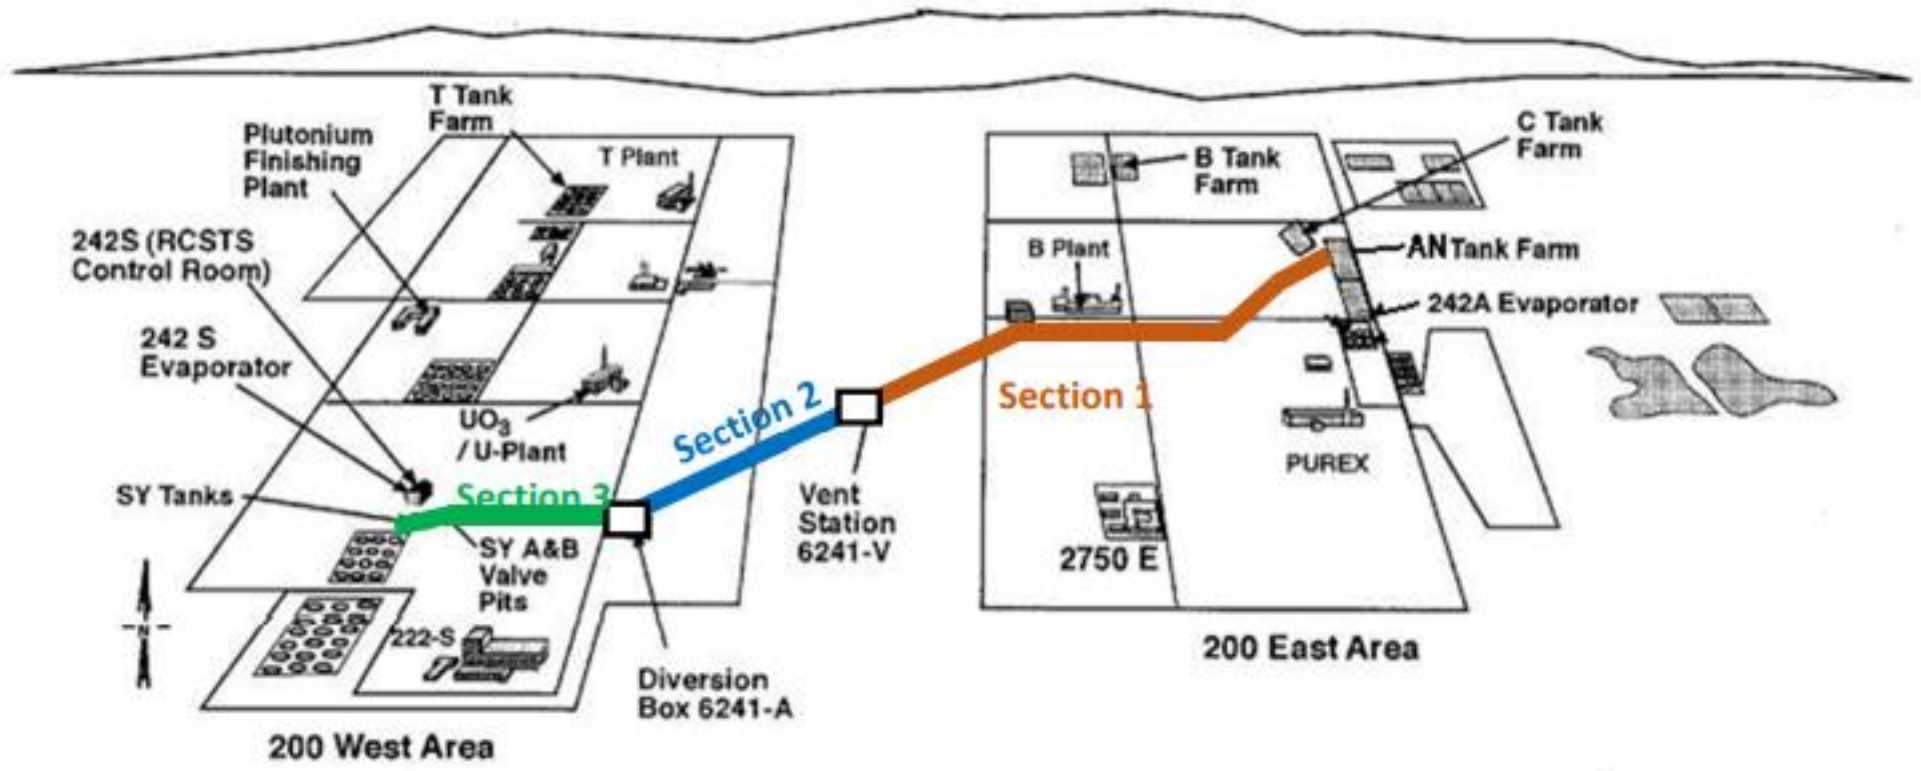 T Tank
Farm
Plutonium
Finishing
Plant
T Plant
242S (RCSTS
Control Room)
242 S
Evaporator
UO3
/ U-Plant
SY Tanks
Section 3
SY A&B
Valve
Pits
222-S
N
Diversion
Box 6241-A
200 West Area
Section 2
Vent
Station
6241-V
Section 1
C Tank
Farm
B Tank
Farm
B Plant
AN Tank Farm
242A Evaporator
PUREX
2750 E
200 East Area